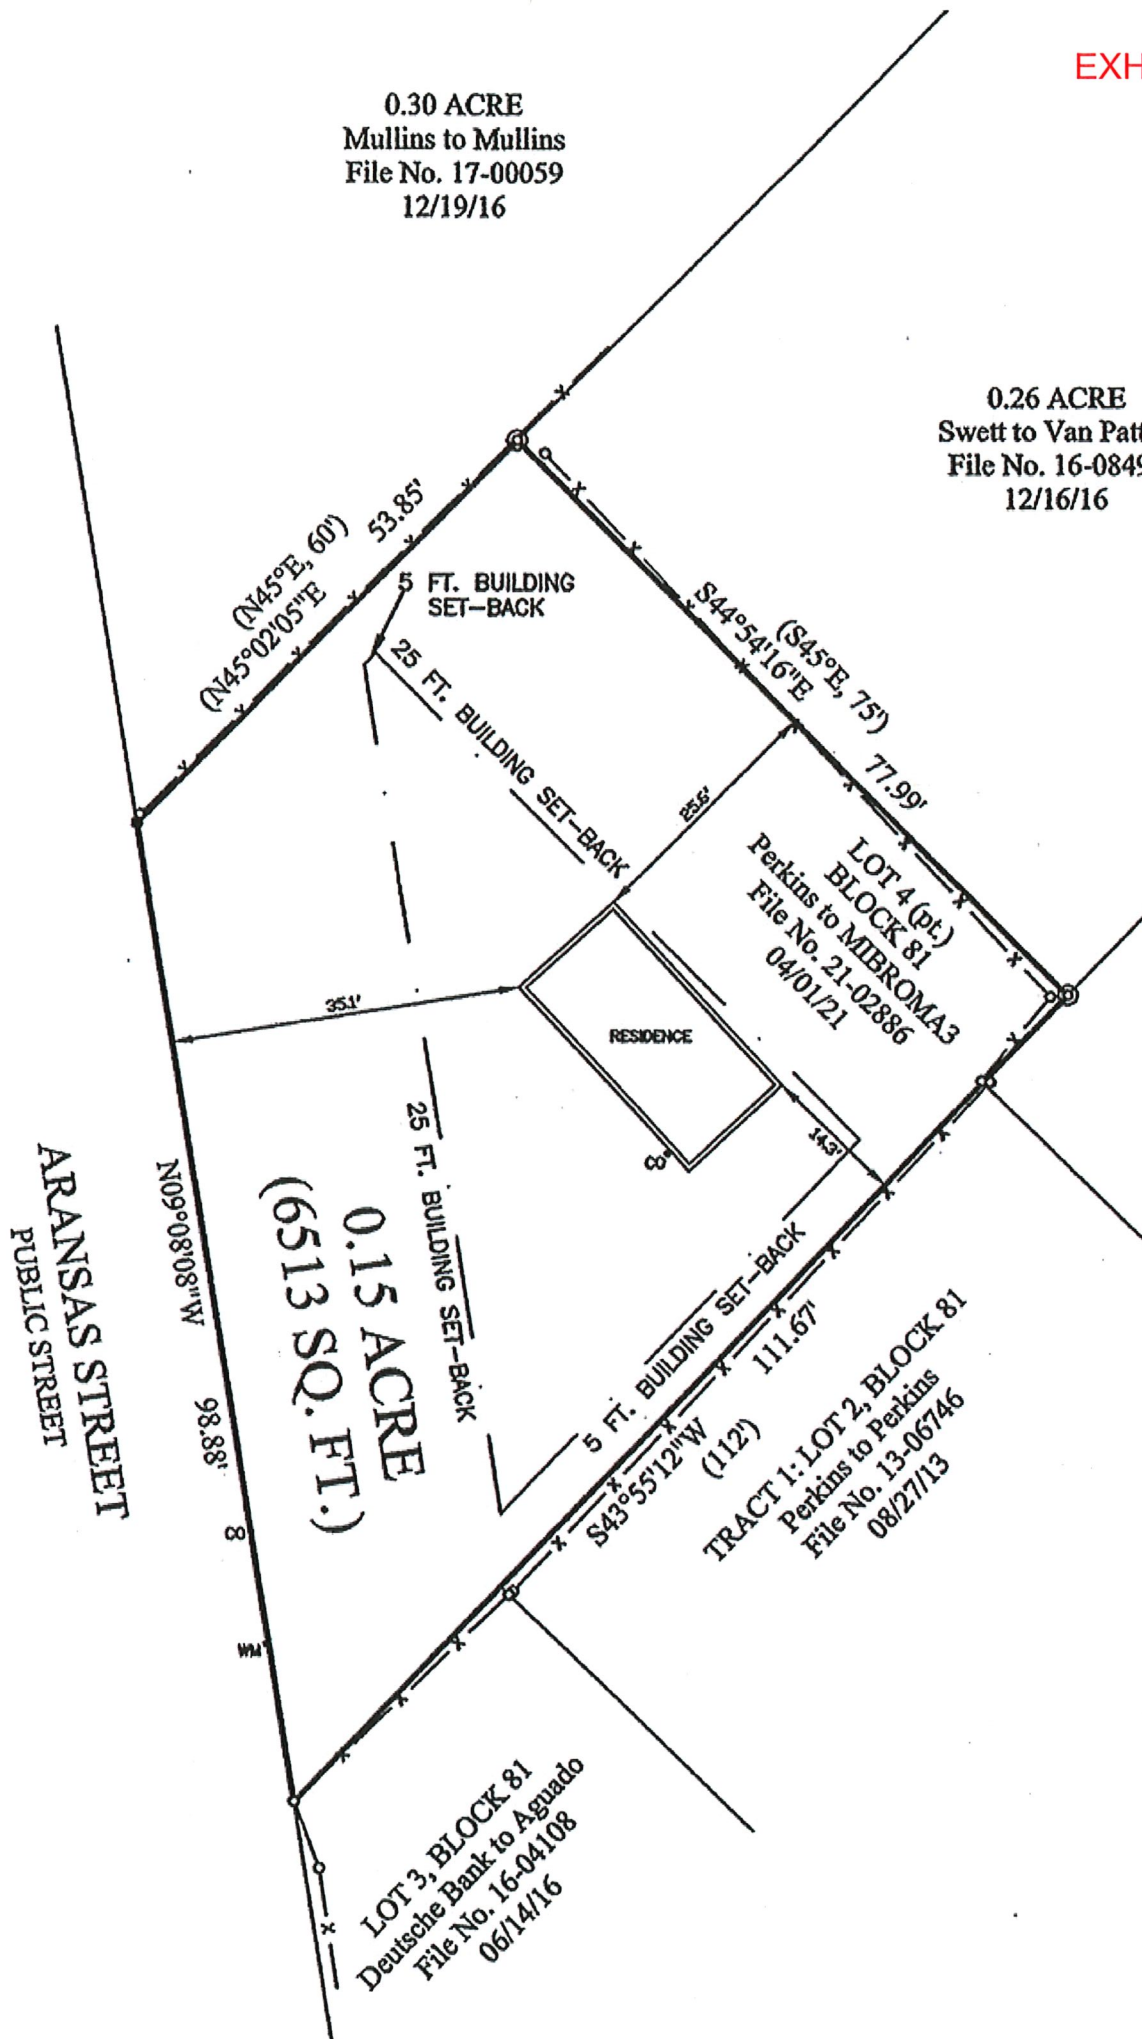 EXH
0.30 ACRE
Mullins to Mullins
File No. 17-00059
12/19/16
0.26 ACRE
Swett to Van Patt
File No. 16-0849
12/16/16
(N45°E, 60')
(N45°02'05"E
53.85'
5 FT. BUILDING
SET-BACK
25 FT. BUILDING SET-BACK
(S45°E, 75')
S44°54'16"E
77.99'
25.6'
LOT 4 (pt.)
BLOCK 81
Perkins to MIBROMA3
File No. 21-02886
04/01/21
35.1'
RESIDENCE
14.3'
25 FT. BUILDING SET-BACK
5 FT. BUILDING SET-BACK
111.67'
S43°55'12"W
(112')
0.15 ACRE
(6513 SQ. FT.)
N09°08'08"W
98.88'
ARANSAS STREET
PUBLIC STREET
WM
TRACT 1: LOT 2, BLOCK 81
Perkins to Perkins
File No. 13-06746
08/27/13
LOT 3, BLOCK 81
Deutsche Bank to Aguado
File No. 16-04108
06/14/16